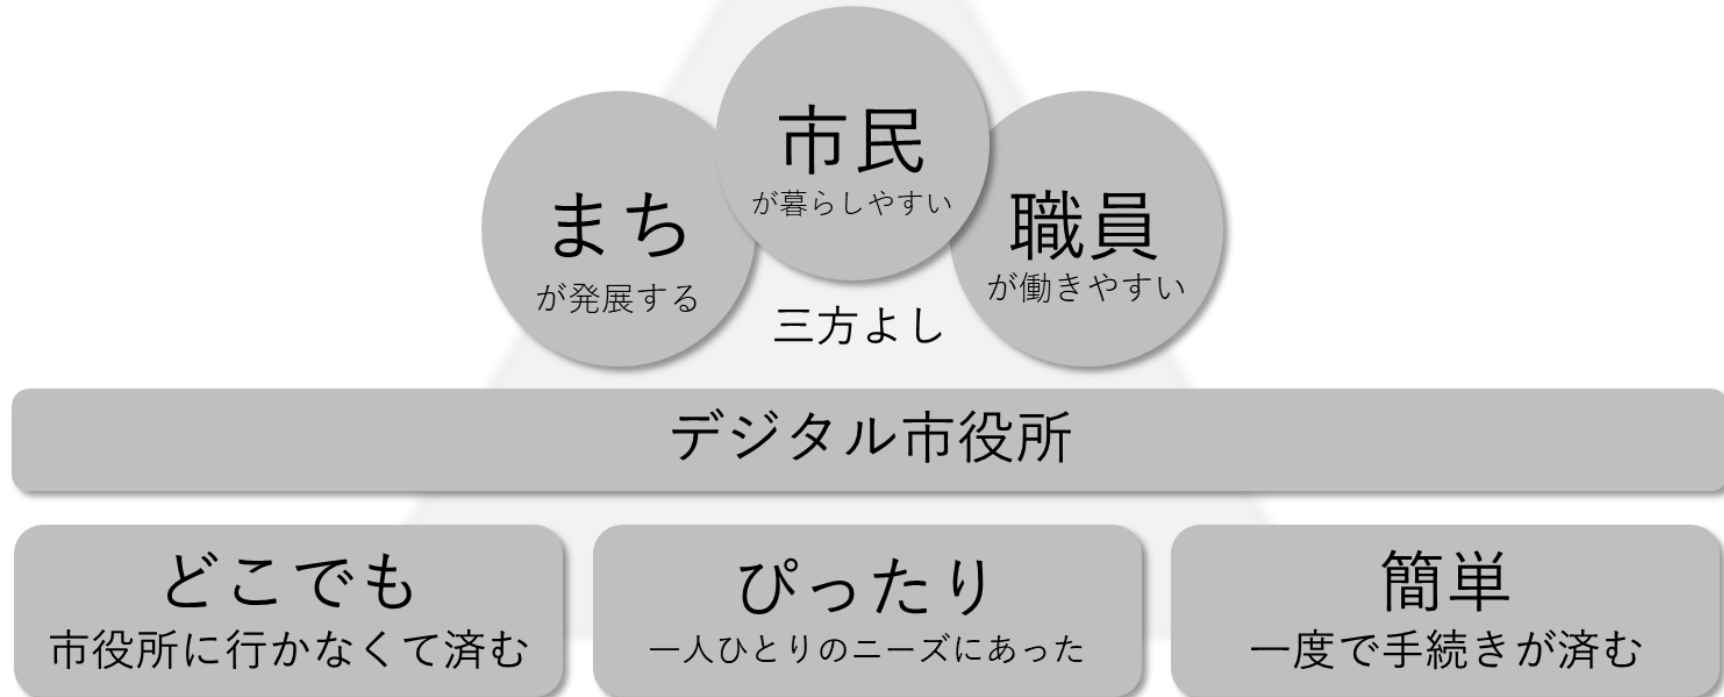 市民
が暮らしやすい
まち
が発展する
職員
が働きやすい
三方よし
デジタル市役所
どこでも
市役所に行かなくて済む
ぴったり
一人ひとりのニーズにあった
簡単
一度で手続きが済む